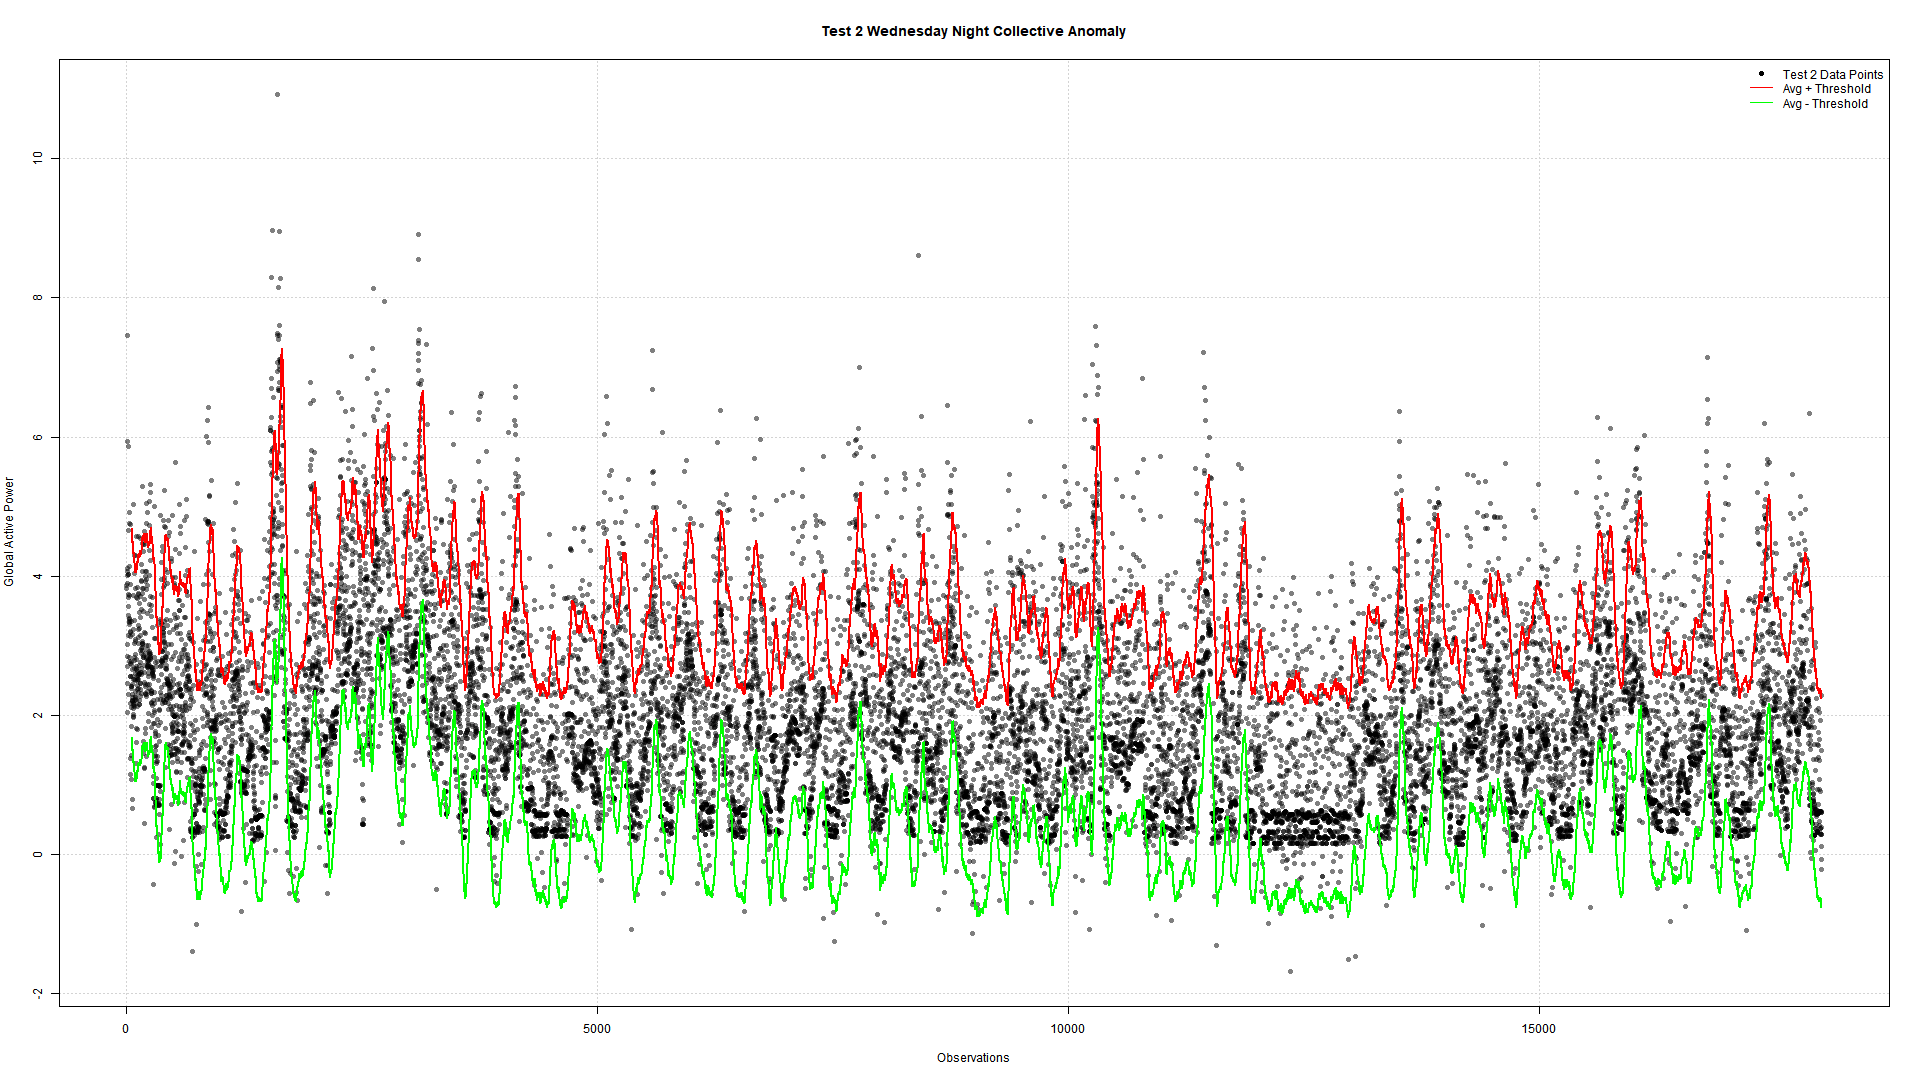 Test 2 Wednesday Night Collective Anomaly
Test 2 Data Points
Avg + Threshold
Avg - Threshold
10
8
6
4
2
0
-2
Global Active Power
0 5000 10000 15000
Observations